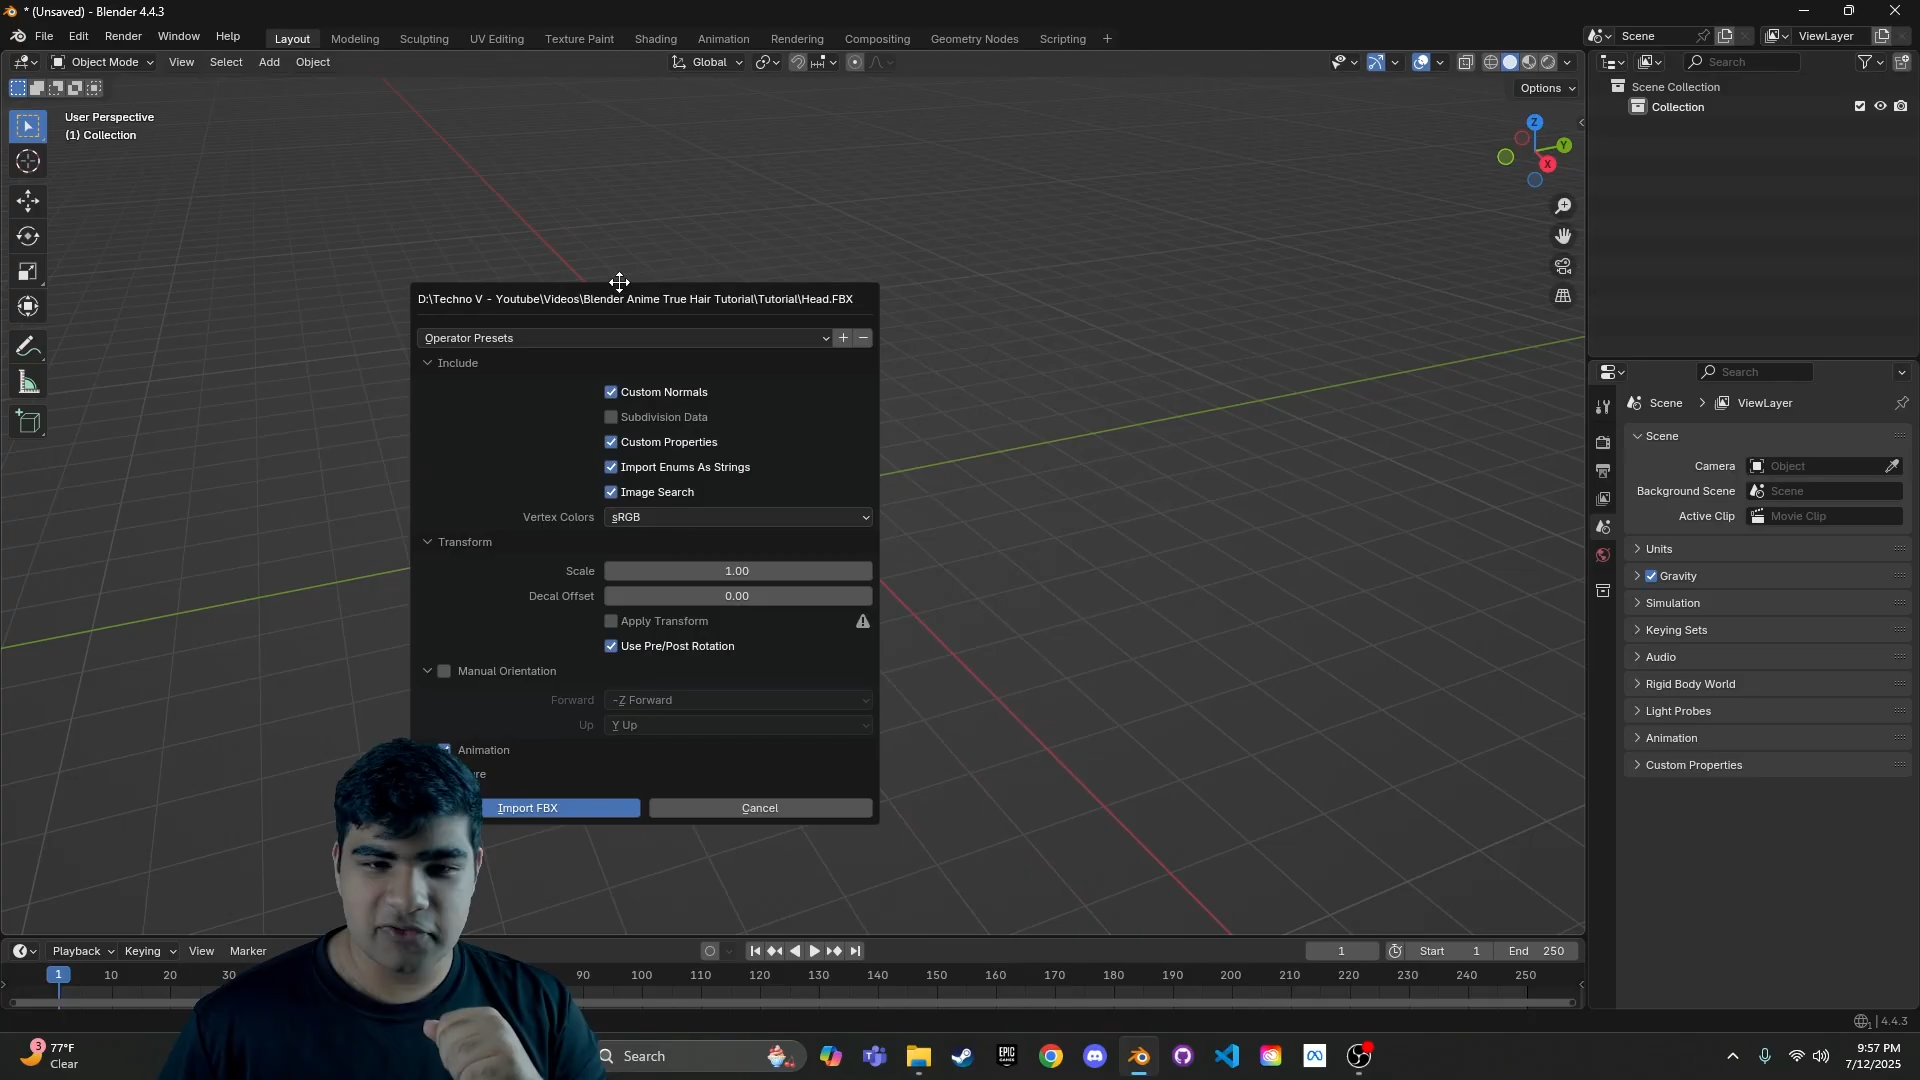 * (Unsaved) - Blender 4.4.3
File Edit Render Window Help Layout Modeling Sculpting UV Editing Texture Paint Shading Animation Rendering Compositing Geometry Nodes Scripting + Scene ViewLayer
Object Mode View Select Add Object Global Search
Options
Scene Collection
Collection
User Perspective
(1) Collection
Z
Y
X
D:\Techno V - Youtube\Videos\Blender Anime True Hair Tutorial\Tutorial\Head.FBX
Operator Presets
Include
Custom Normals
Subdivision Data
Custom Properties
Import Enums As Strings
Image Search
Vertex Colors sRGB
Transform
Scale 1.00
Decal Offset 0.00
Apply Transform
Use Pre/Post Rotation
Manual Orientation
Forward -Z Forward
Up Y Up
Animation
re
Import FBX Cancel
Search
Scene ViewLayer
Scene
Camera Object
Background Scene Scene
Active Clip Movie Clip
Units
Gravity
Simulation
Keying Sets
Audio
Rigid Body World
Light Probes
Animation
Custom Properties
Playback Keying View Marker 1 Start 1 End 250
1 10 20 30 90 100 110 120 130 140 150 160 170 180 190 200 210 220 230 240 250
4.4.3
3
77°F
Clear
Search
EPIC
GAMES
9:57 PM
7/12/2025